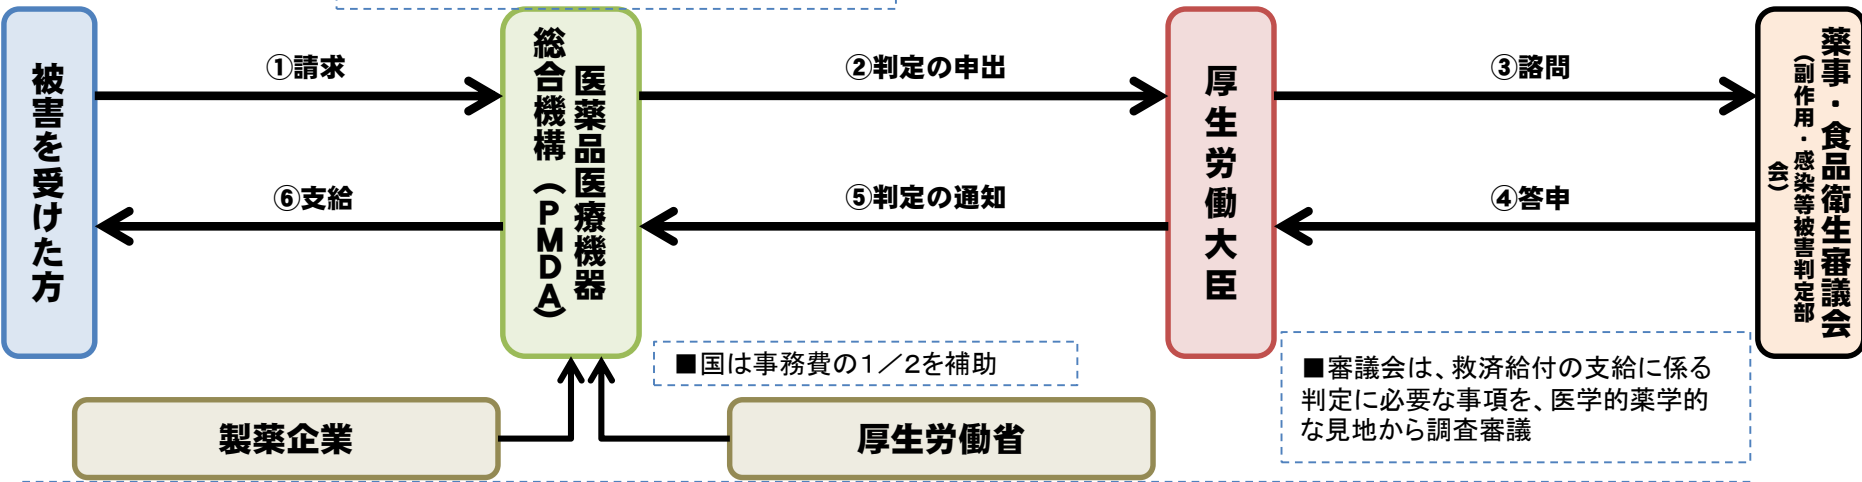 被害を受けた方
①請求
⑥支給
医薬品医療機器
総合機構（PMDA）
②判定の申出
⑤判定の通知
厚生労働大臣
③諮問
④答申
薬事・食品衛生審議会
（副作用・感染等被害判定部
会）
■国は事務費の1／2を補助
■審議会は、救済給付の支給に係る
判定に必要な事項を、医学的薬学的
な見地から調査審議
製薬企業
厚生労働省